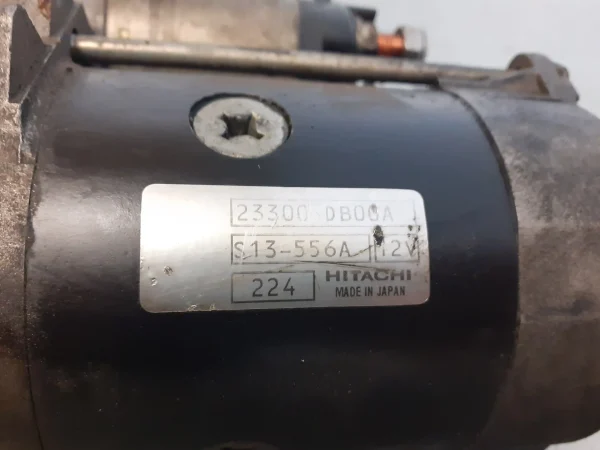 23300 DB00A
S13-556A 12V
224 HITACHI
MADE IN JAPAN